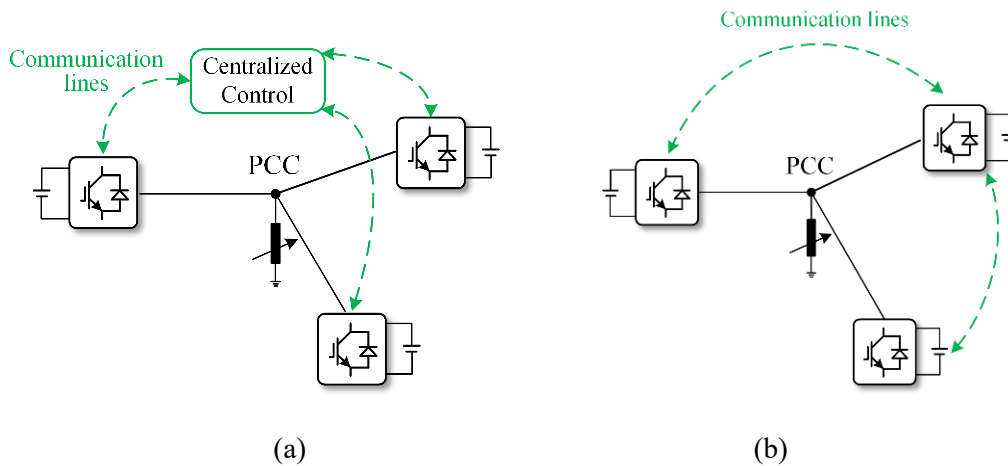 Communication
lines
Centralized
Control
PCC
(a)
Communication lines
PCC
(b)